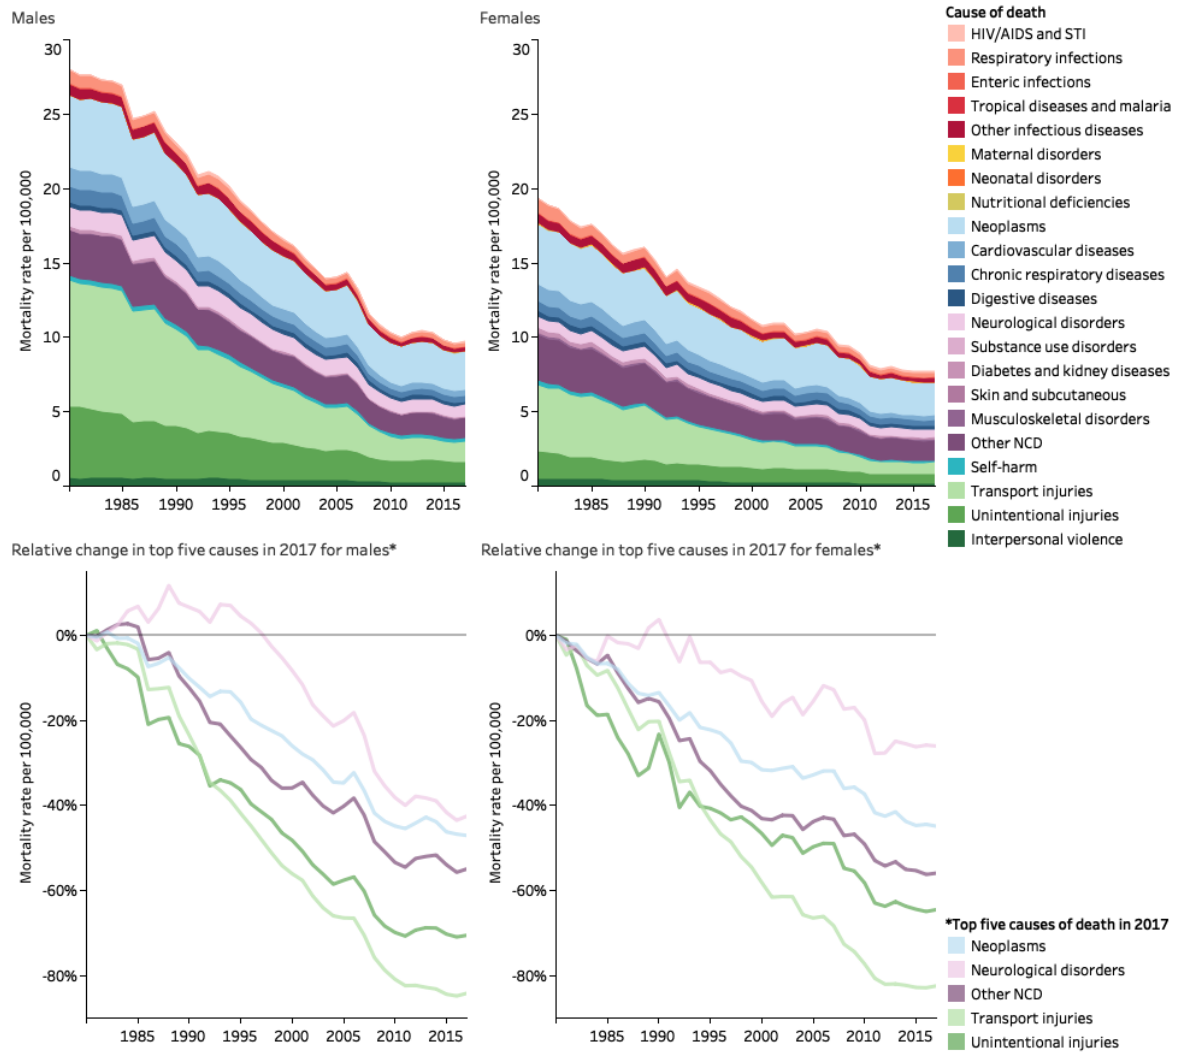 Males
Females
Cause of death
HIV/AIDS and STI
Respiratory infections
Enteric infections
Tropical diseases and malaria
Other infectious diseases
Maternal disorders
Neonatal disorders
Nutritional deficiencies
Neoplasms
Cardiovascular diseases
Chronic respiratory diseases
Digestive diseases
Neurological disorders
Substance use disorders
Diabetes and kidney diseases
Skin and subcutaneous
Musculoskeletal disorders
Other NCD
Self-harm
Transport injuries
Unintentional injuries
Interpersonal violence
Mortality rate per 100,000
30
25
20
15
10
5
0
1985 1990 1995 2000 2005 2010 2015
Mortality rate per 100,000
30
25
20
15
10
5
0
1985 1990 1995 2000 2005 2010 2015
Relative change in top five causes in 2017 for males*
Mortality rate per 100,000
0%
-20%
-40%
-60%
-80%
1985 1990 1995 2000 2005 2010 2015
Relative change in top five causes in 2017 for females*
Mortality rate per 100,000
0%
-20%
-40%
-60%
-80%
1985 1990 1995 2000 2005 2010 2015
*Top five causes of death in 2017
Neoplasms
Neurological disorders
Other NCD
Transport injuries
Unintentional injuries